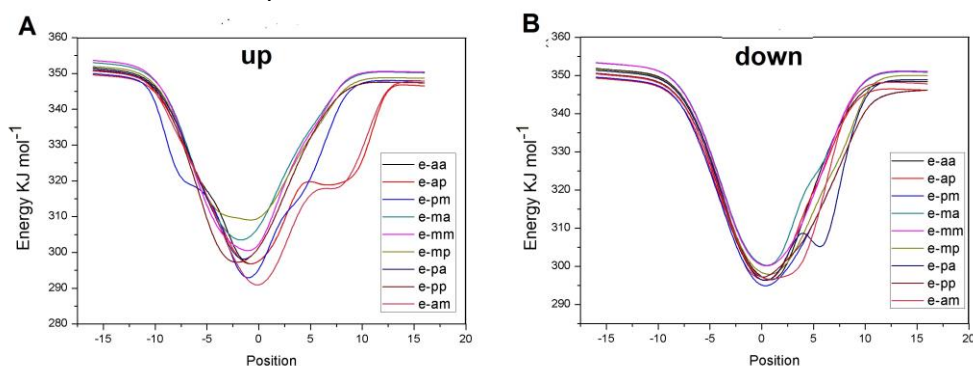 A
up
Energy KJ mol⁻¹
360
350
340
330
320
310
300
290
280
-15
-10
-5
0
5
10
15
20
Position
e-aa
e-ap
e-pm
e-ma
e-mm
e-mp
e-pa
e-pp
e-am
B
down
Energy KJ mol⁻¹
360
350
340
330
320
310
300
290
-15
-10
-5
0
5
10
15
20
Position
e-aa
e-ap
e-pm
e-ma
e-mm
e-mp
e-pa
e-pp
e-am